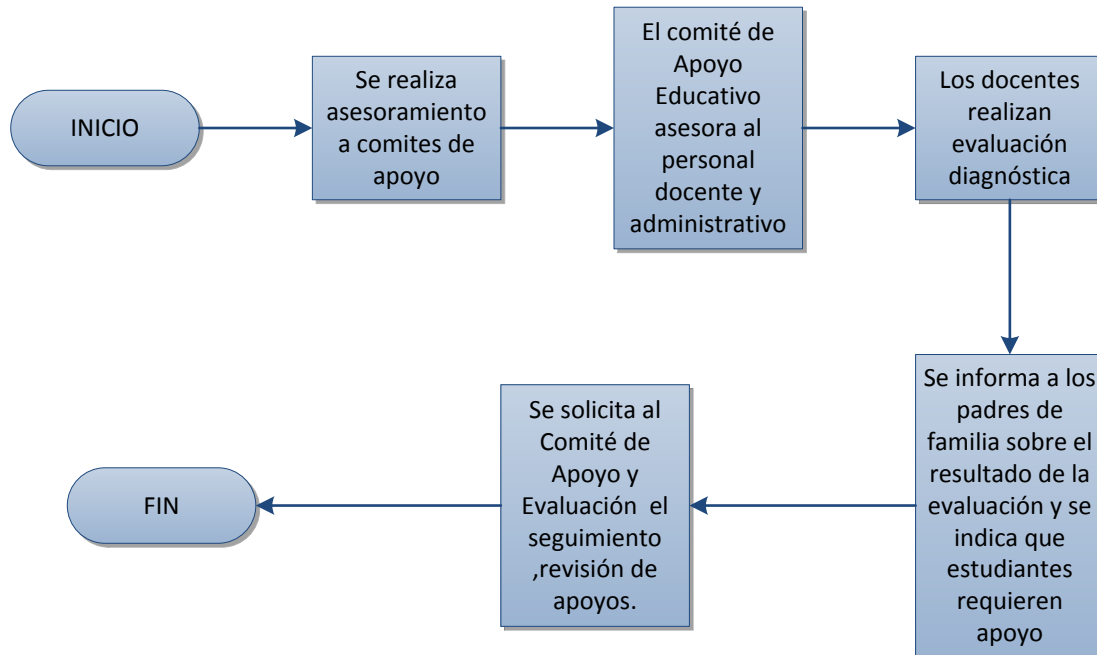 INICIO
Se realiza
asesoramiento
a comites de
apoyo
El comité de
Apoyo
Educativo
asesora al
personal
docente y
administrativo
Los docentes
realizan
evaluación
diagnóstica
Se informa a los
padres de
familia sobre el
resultado de la
evaluación y se
indica que
estudiantes
requieren
apoyo
Se solicita al
Comité de
Apoyo y
Evaluación  el
seguimiento
,revisión de
apoyos.
FIN